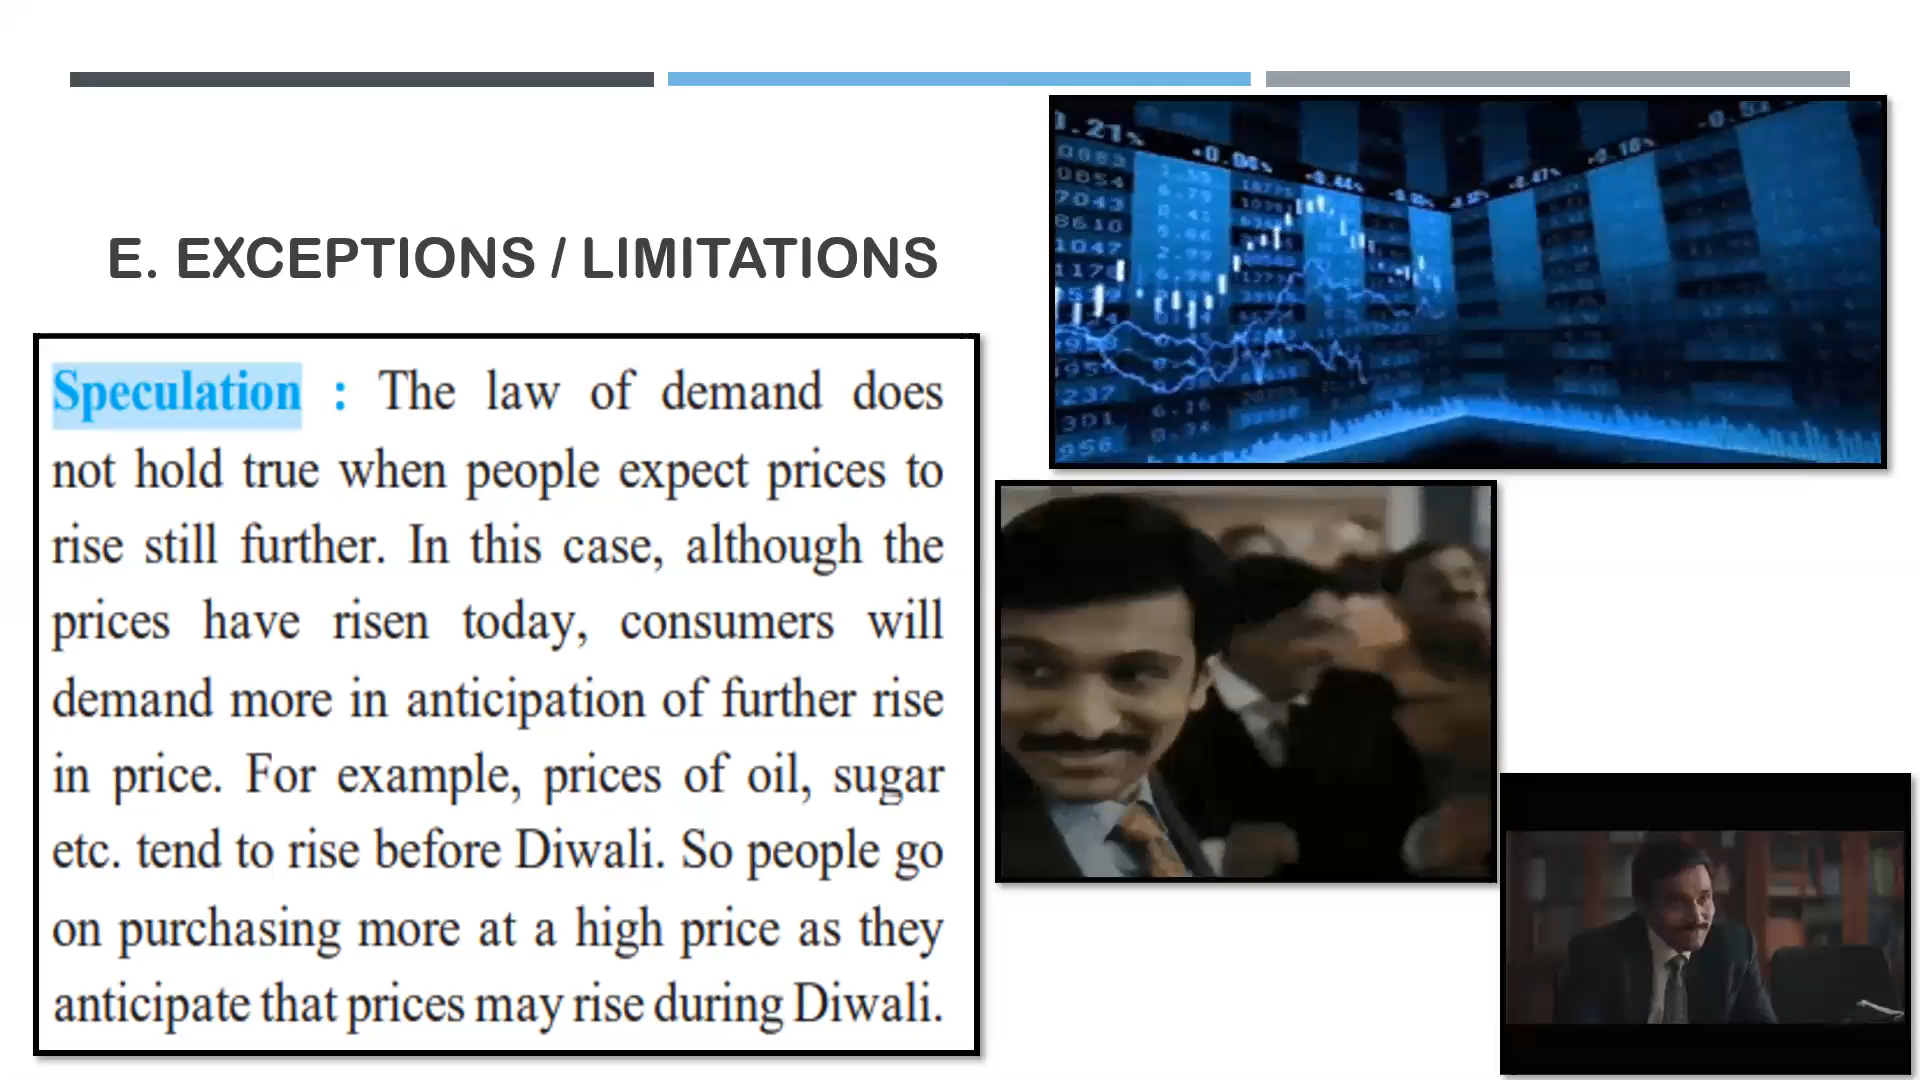 E. EXCEPTIONS / LIMITATIONS
Speculation : The law of demand does
not hold true when people expect prices to
rise still further. In this case, although the
prices have risen today, consumers will
demand more in anticipation of further rise
in price. For example, prices of oil, sugar
etc. tend to rise before Diwali. So people go
on purchasing more at a high price as they
anticipate that prices may rise during Diwali.